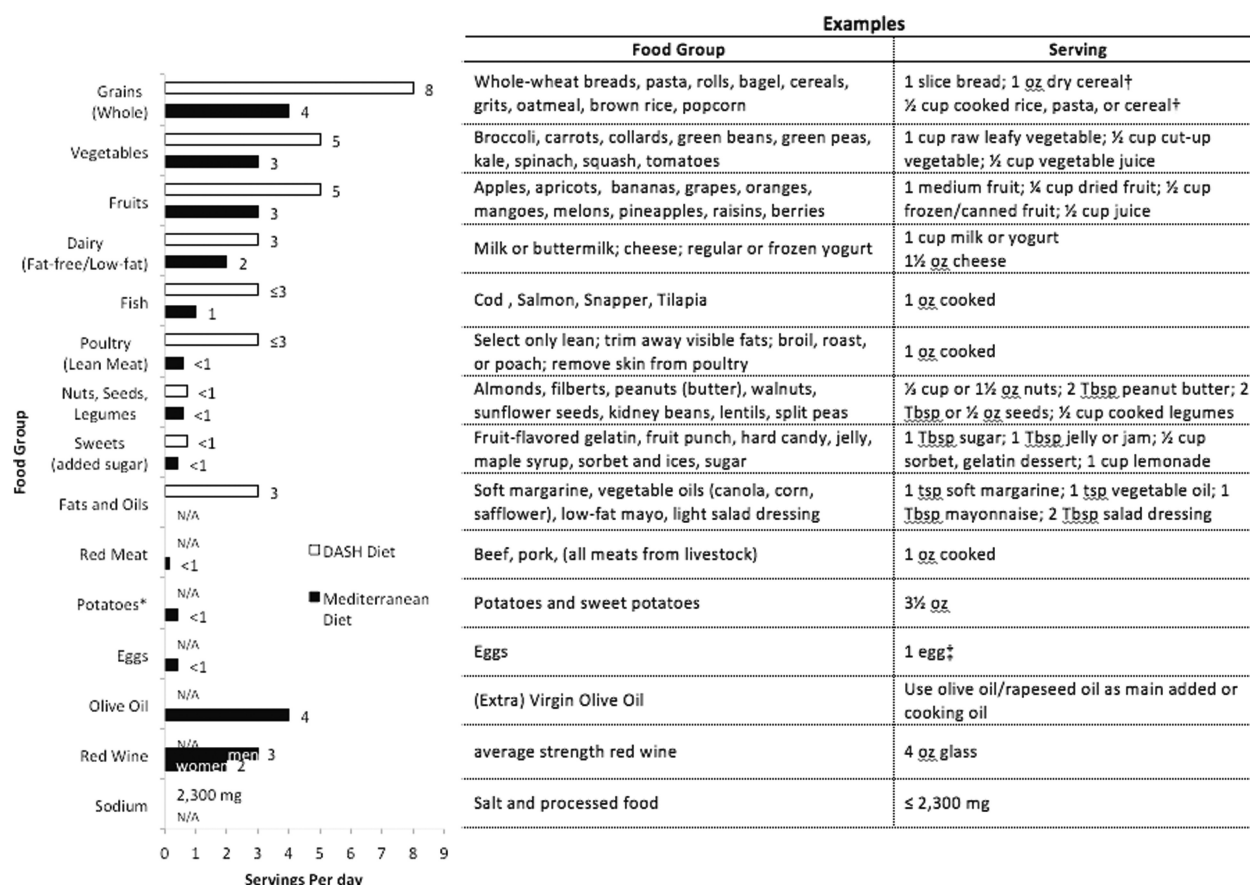 Examples
Food Group
Serving
Grains
(Whole)
8
4
Whole-wheat breads, pasta, rolls, bagel, cereals,
grits, oatmeal, brown rice, popcorn
1 slice bread; 1 oz dry cereal†
½ cup cooked rice, pasta, or cereal†
Vegetables
5
3
Broccoli, carrots, collards, green beans, green peas,
kale, spinach, squash, tomatoes
1 cup raw leafy vegetable; ½ cup cut-up
vegetable; ½ cup vegetable juice
Fruits
5
3
Apples, apricots, bananas, grapes, oranges,
mangoes, melons, pineapples, raisins, berries
1 medium fruit; ¼ cup dried fruit; ½ cup
frozen/canned fruit; ½ cup juice
Dairy
(Fat-free/Low-fat)
3
2
Milk or buttermilk; cheese; regular or frozen yogurt
1 cup milk or yogurt
1½ oz cheese
Fish
≤3
1
Cod , Salmon, Snapper, Tilapia
1 oz cooked
Poultry
(Lean Meat)
≤3
<1
Select only lean; trim away visible fats; broil, roast,
or poach; remove skin from poultry
1 oz cooked
Nuts, Seeds,
Legumes
<1
<1
Almonds, filberts, peanuts (butter), walnuts,
sunflower seeds, kidney beans, lentils, split peas
⅓ cup or 1½ oz nuts; 2 Tbsp peanut butter; 2
Tbsp or ½ oz seeds; ½ cup cooked legumes
Sweets
(added sugar)
<1
<1
Fruit-flavored gelatin, fruit punch, hard candy, jelly,
maple syrup, sorbet and ices, sugar
1 Tbsp sugar; 1 Tbsp jelly or jam; ½ cup
sorbet, gelatin dessert; 1 cup lemonade
Fats and Oils
3
N/A
Soft margarine, vegetable oils (canola, corn,
safflower), low-fat mayo, light salad dressing
1 tsp soft margarine; 1 tsp vegetable oil; 1
Tbsp mayonnaise; 2 Tbsp salad dressing
Red Meat
N/A
<1
Beef, pork, (all meats from livestock)
1 oz cooked
Potatoes*
N/A
<1
Potatoes and sweet potatoes
3½ oz
Eggs
N/A
<1
Eggs
1 egg‡
Olive Oil
N/A
4
(Extra) Virgin Olive Oil
Use olive oil/rapeseed oil as main added or
cooking oil
Red Wine
N/A
men 3
women 2
average strength red wine
4 oz glass
Sodium
2,300 mg
N/A
Salt and processed food
≤ 2,300 mg
DASH Diet
Mediterranean
Diet
Food Group
0 1 2 3 4 5 6 7 8 9
Servings Per day